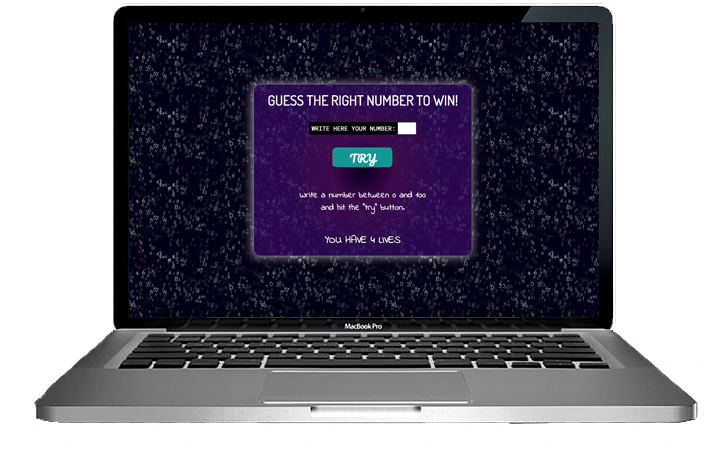 GUESS THE RIGHT NUMBER TO WIN!
WRITE HERE YOUR NUMBER:
TRY
write a number between 0 and 100
and hit the "try" button.
YOU HAVE 4 LIVES
MacBook Pro